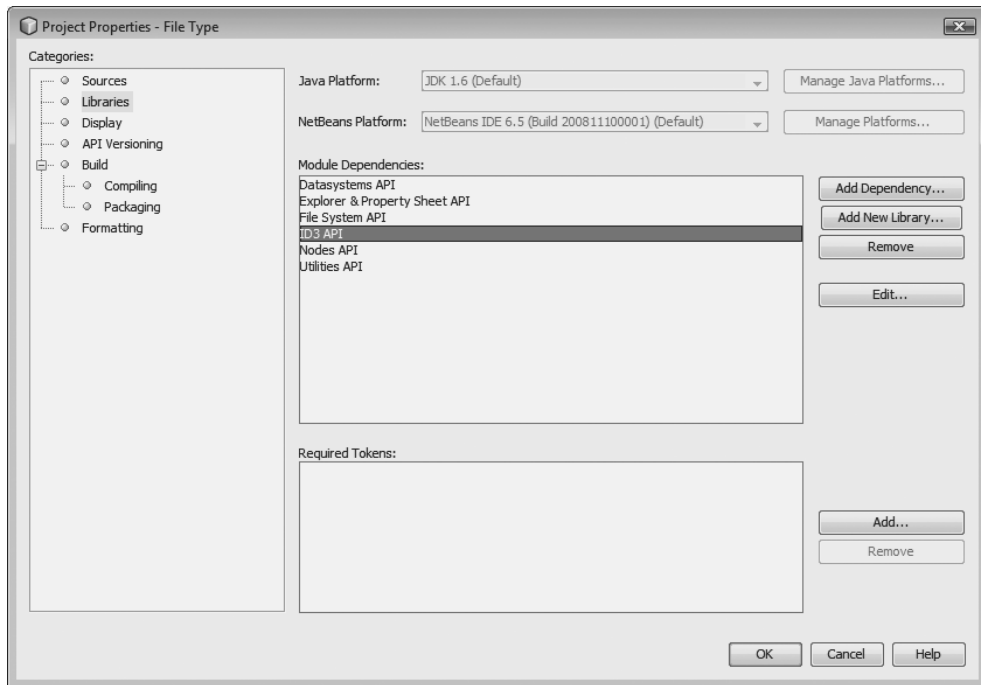 Project Properties - File Type
Categories:
Sources
Libraries
Display
API Versioning
Build
Compiling
Packaging
Formatting
Java Platform:
JDK 1.6 (Default)
Manage Java Platforms...
NetBeans Platform:
NetBeans IDE 6.5 (Build 200811100001) (Default)
Manage Platforms...
Module Dependencies:
Datasystems API
Explorer & Property Sheet API
File System API
ID3 API
Nodes API
Utilities API
Add Dependency...
Add New Library...
Remove
Edit...
Required Tokens:
Add...
Remove
OK
Cancel
Help